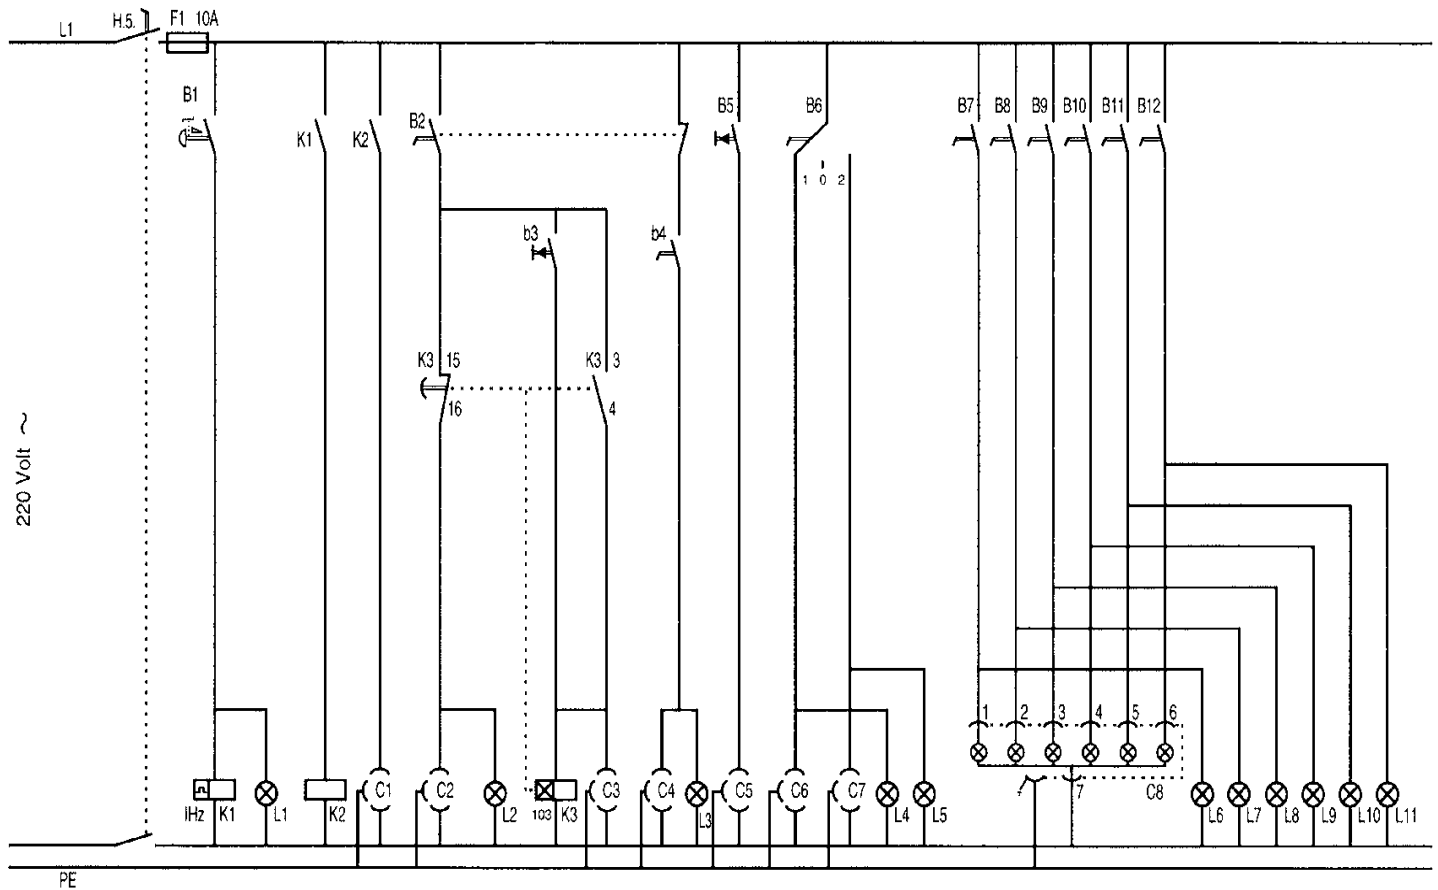 L1 H.5. F1 10A
B1 K1 K2 B2 B5 B6 B7 B8 B9 B10 B11 B12
1 0 2
b3 b4
K3 15 K3 3
16 4
220 Volt ~
1 2 3 4 5 6
C1 C2 C3 C4 C5 C6 C7 7 C8
IHz K1 L1 K2 L2 103 K3 L3 L4 L5 L6 L7 L8 L9 L10 L11
PE